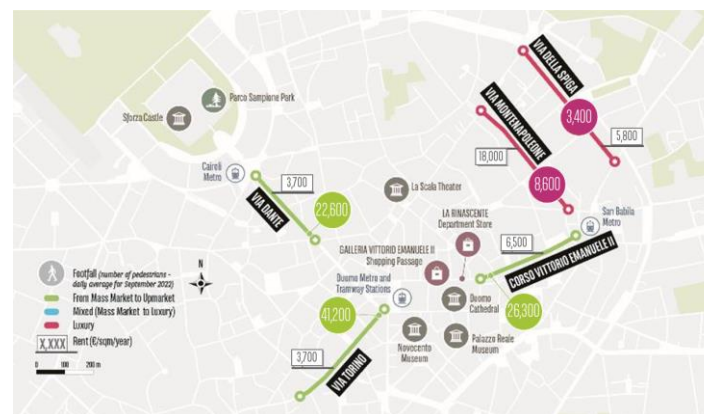 VIA DELLA SPIGA
3,400
5,800
VIA MONTENAPOLEONE
18,000
8,600
Parco Sampione Park
Sforza Castle
Cairoli
Metro
3,700
VIA DANTE
22,600
La Scala Theater
LA RINASCENTE
Department Store
San Babila
Metro
6,500
CORSO VITTORIO EMANUELE II
26,300
GALLERIA VITTORIO EMANUELE II
Shopping Passage
Duomo Metro and
Tramway Stations
Duomo
Cathedral
41,200
3,700
VIA TORINO
Novocento
Museum
Palazzo Reale
Museum
N
Footfall (number of pedestrians -
daily average for September 2022)
From Mass Market to Upmarket
Mixed (Mass Market to Luxury)
Luxury
X,XXX Rent (€/sqm/year)
0 100 200 m